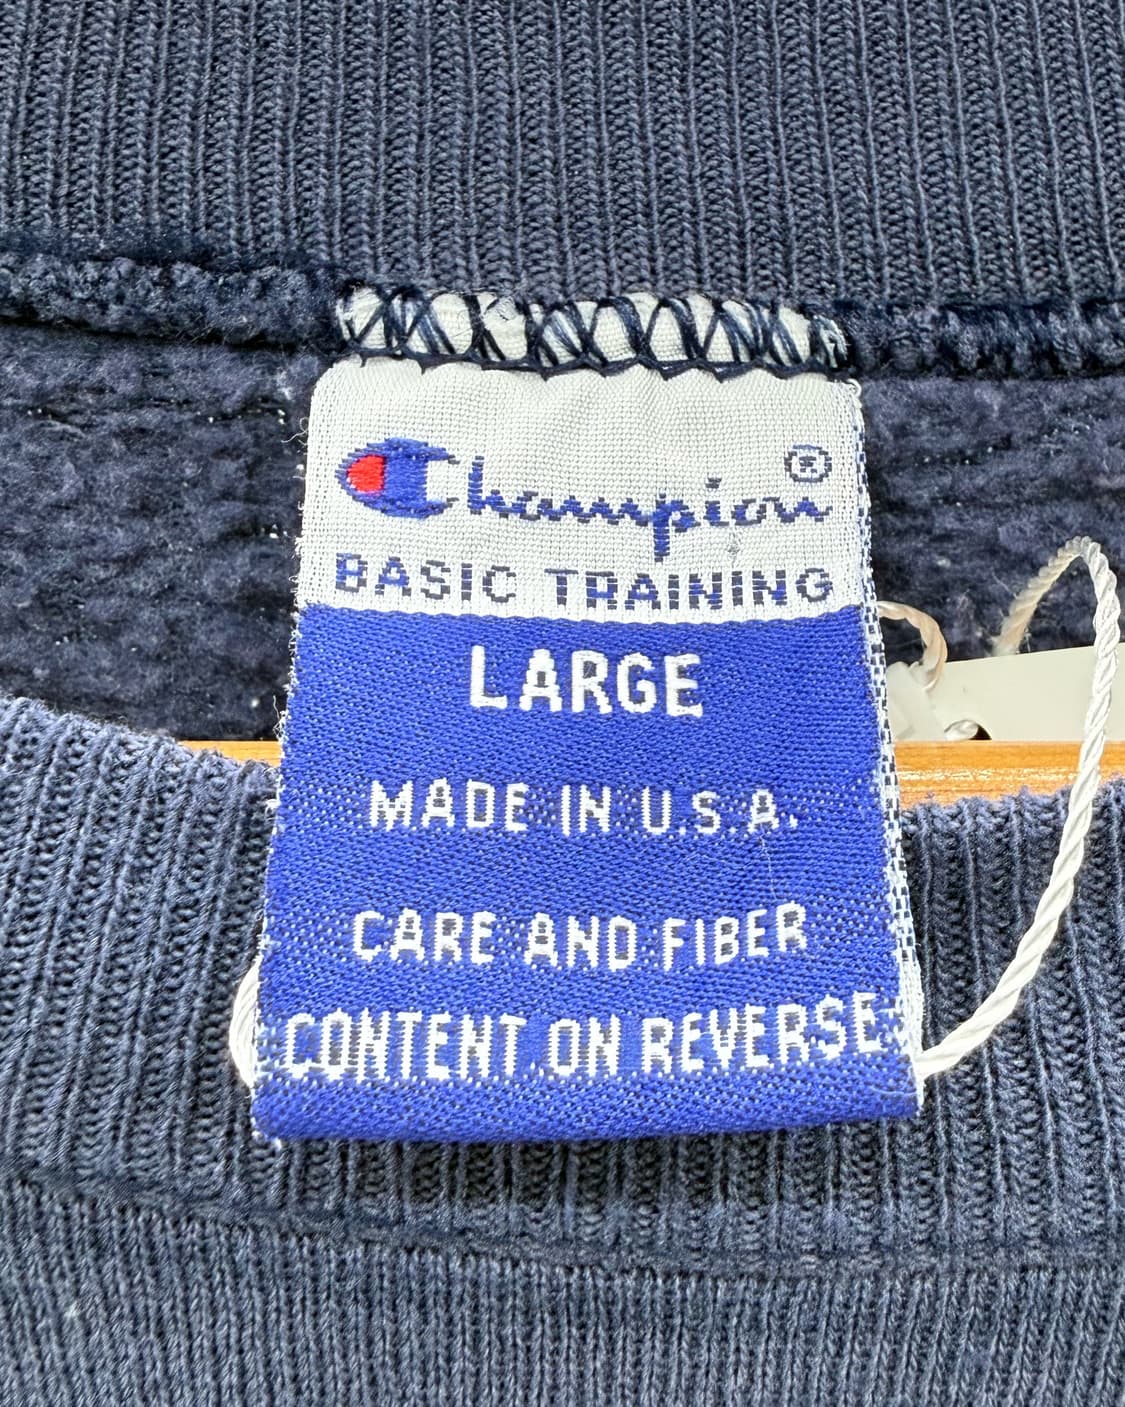 Champion®
BASIC TRAINING
LARGE
MADE IN U.S.A.
CARE AND FIBER
CONTENT ON REVERSE